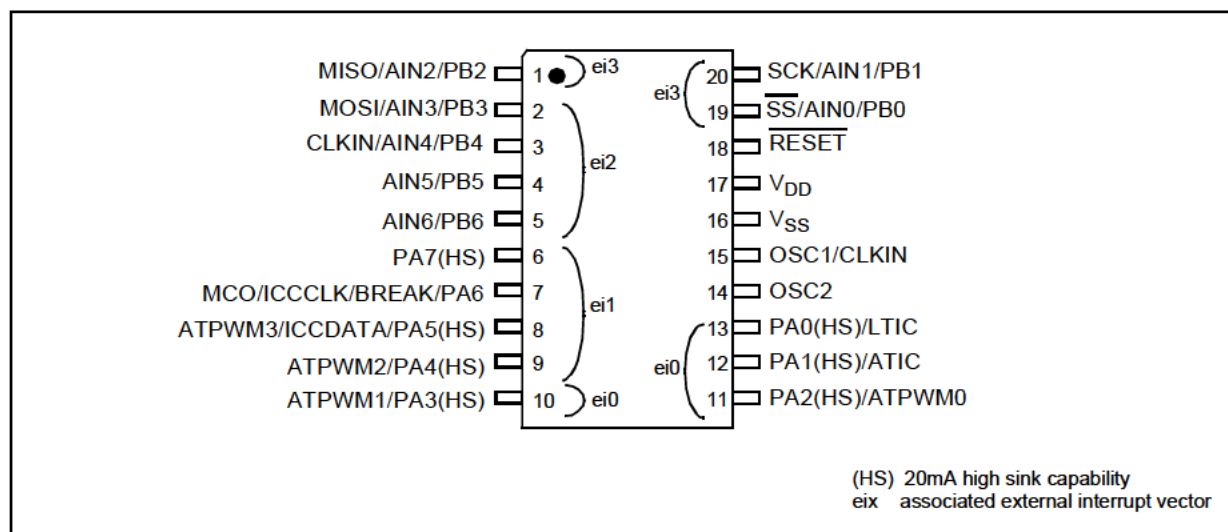 MISO/AIN2/PB2 1 ei3
MOSI/AIN3/PB3 2
CLKIN/AIN4/PB4 3
ei2
AIN5/PB5 4
AIN6/PB6 5
PA7(HS) 6
MCO/ICCCLK/BREAK/PA6 7
ei1
ATPWM3/ICCDATA/PA5(HS) 8
ATPWM2/PA4(HS) 9
ATPWM1/PA3(HS) 10 ei0
20 SCK/AIN1/PB1
ei3
19 S̅S̅/AIN0/PB0
18 R̅E̅S̅E̅T̅
17 VDD
16 VSS
15 OSC1/CLKIN
14 OSC2
13 PA0(HS)/LTIC
ei0 12 PA1(HS)/ATIC
11 PA2(HS)/ATPWM0
(HS) 20mA high sink capability
eix associated external interrupt vector